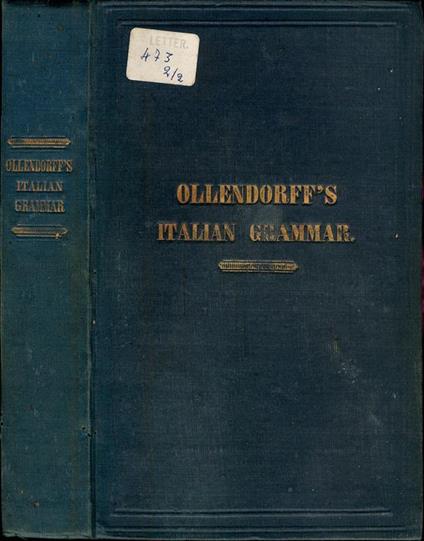 LETTER.
473
2/2
OLLENDORFF'S
ITALIAN
GRAMMAR
OLLENDORFF'S
ITALIAN GRAMMAR.